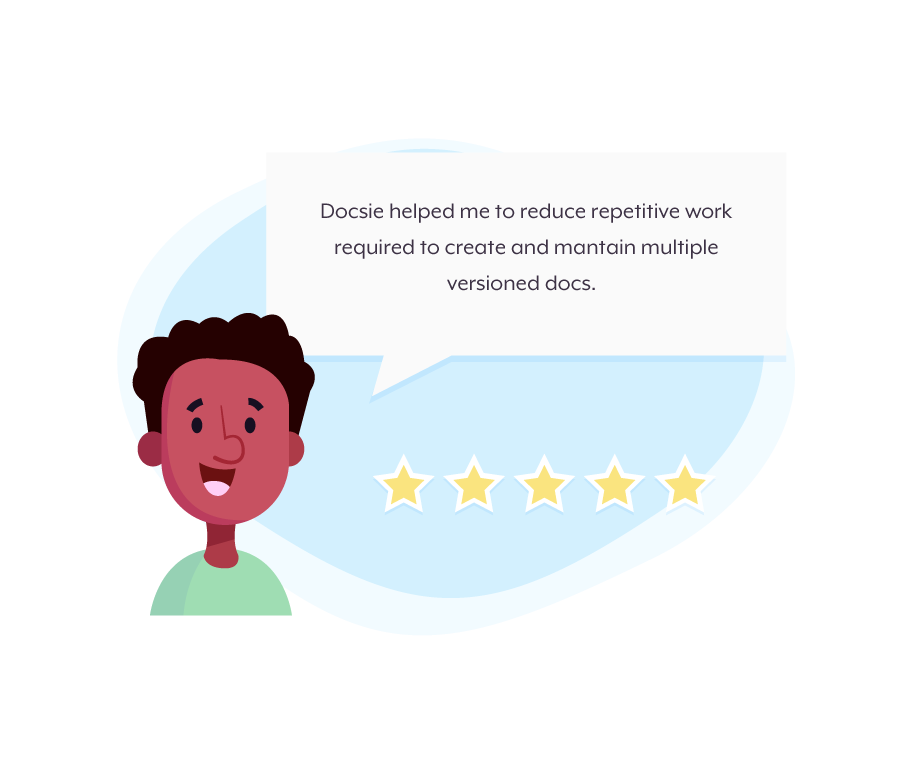 Docsie helped me to reduce repetitive work
required to create and mantain multiple
versioned docs.